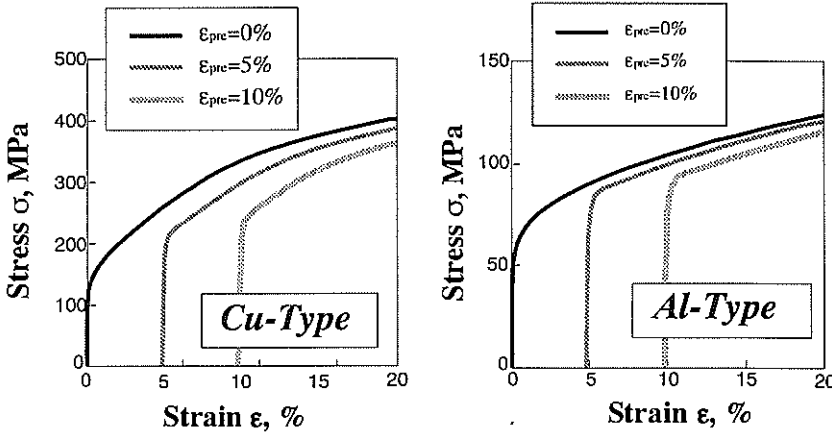 εpre=0%
εpre=5%
εpre=10%
500
400
300
200
100
0
Stress σ, MPa
Cu-Type
0 5 10 15 20
Strain ε, %
εpre=0%
εpre=5%
εpre=10%
150
100
50
0
Stress σ, MPa
Al-Type
0 5 10 15 20
Strain ε, %